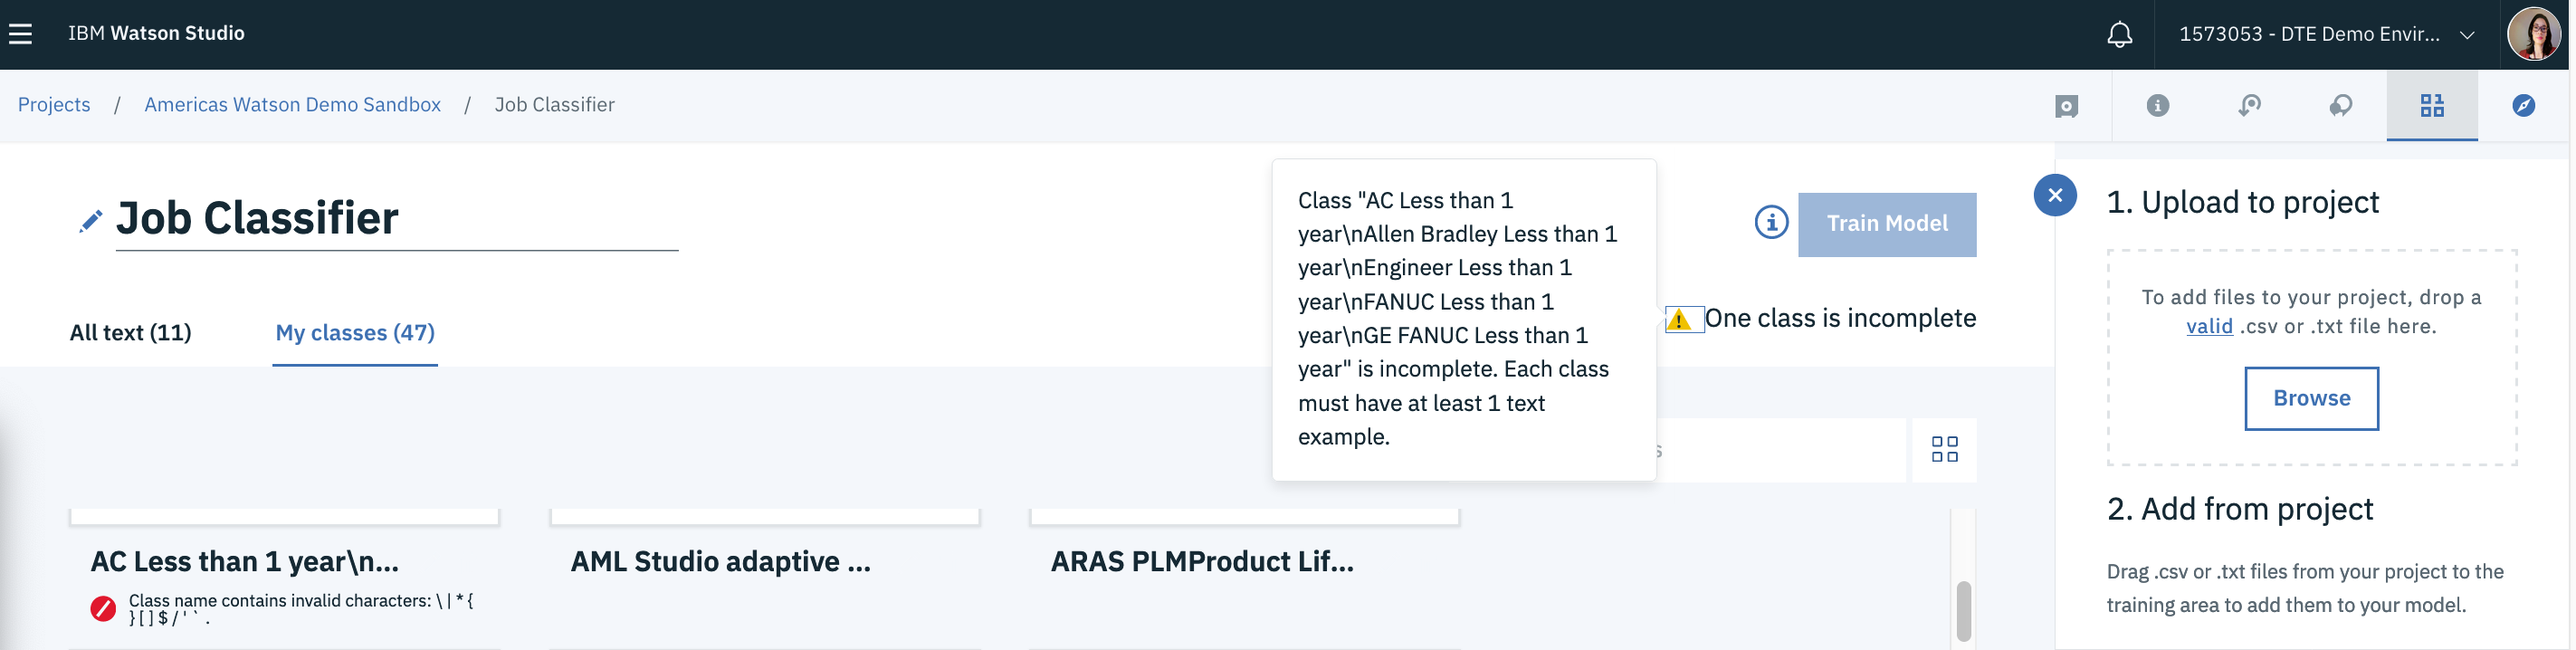 IBM Watson Studio
1573053 - DTE Demo Envir...
Projects / Americas Watson Demo Sandbox / Job Classifier
Job Classifier
Train Model
All text (11)
My classes (47)
Class "AC Less than 1
year\nAllen Bradley Less than 1
year\nEngineer Less than 1
year\nFANUC Less than 1
year\nGE FANUC Less than 1
year" is incomplete. Each class
must have at least 1 text
example.
One class is incomplete
s
AC Less than 1 year\n...
Class name contains invalid characters: \ | * {
} [ ] $ / ' ` .
AML Studio adaptive ...
ARAS PLMProduct Lif...
1. Upload to project
To add files to your project, drop a
valid .csv or .txt file here.
Browse
2. Add from project
Drag .csv or .txt files from your project to the
training area to add them to your model.